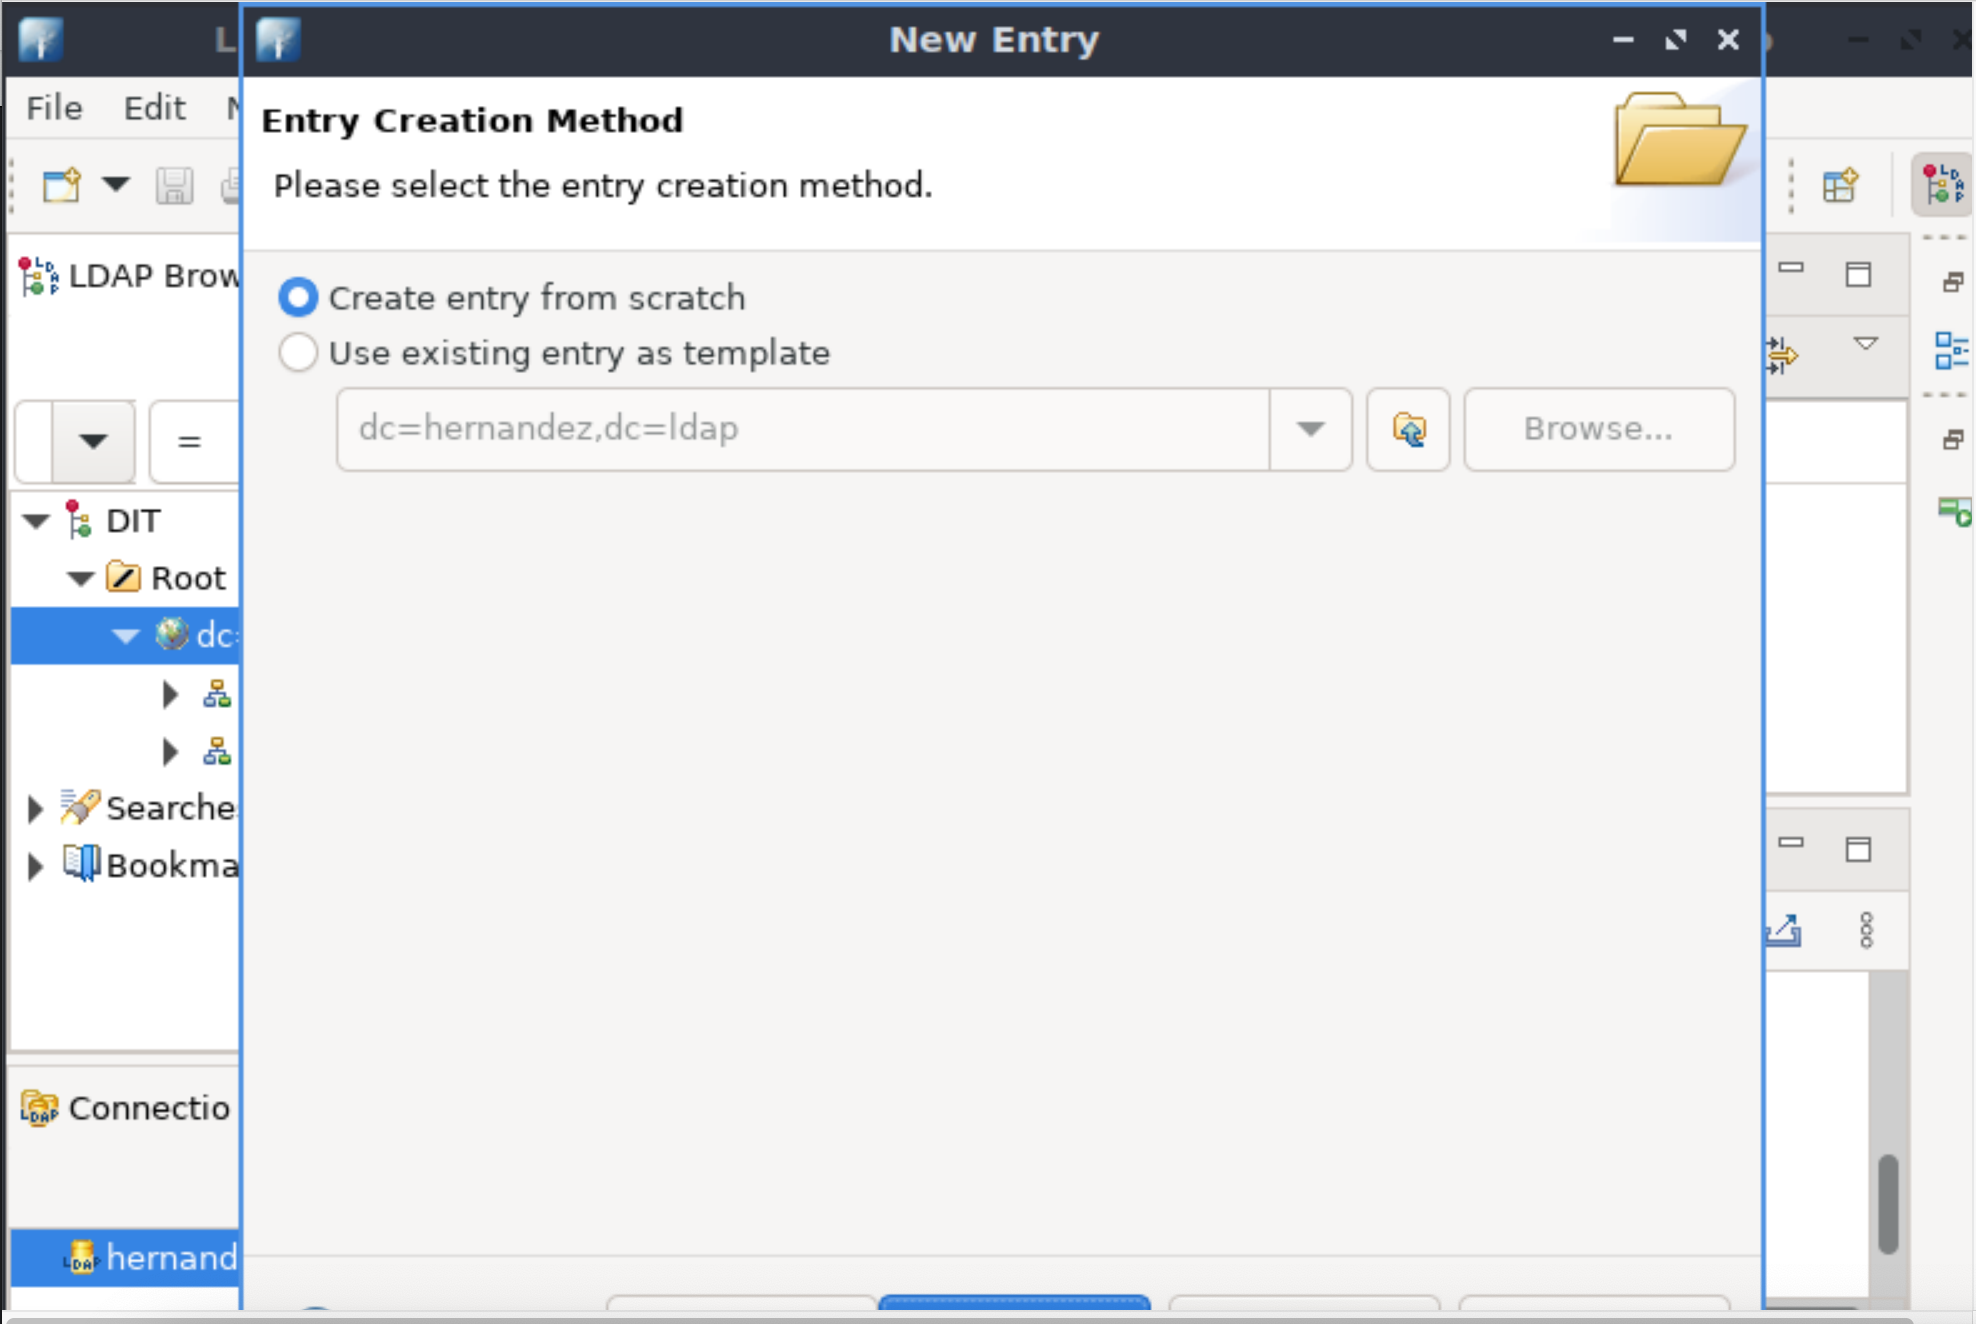 New Entry
File Edit
Entry Creation Method
Please select the entry creation method.
LDAP Brow
Create entry from scratch
Use existing entry as template
dc=hernandez,dc=ldap
Browse...
=
DIT
Root
dc=
Searche
Bookma
Connectio
LDAP
hernand